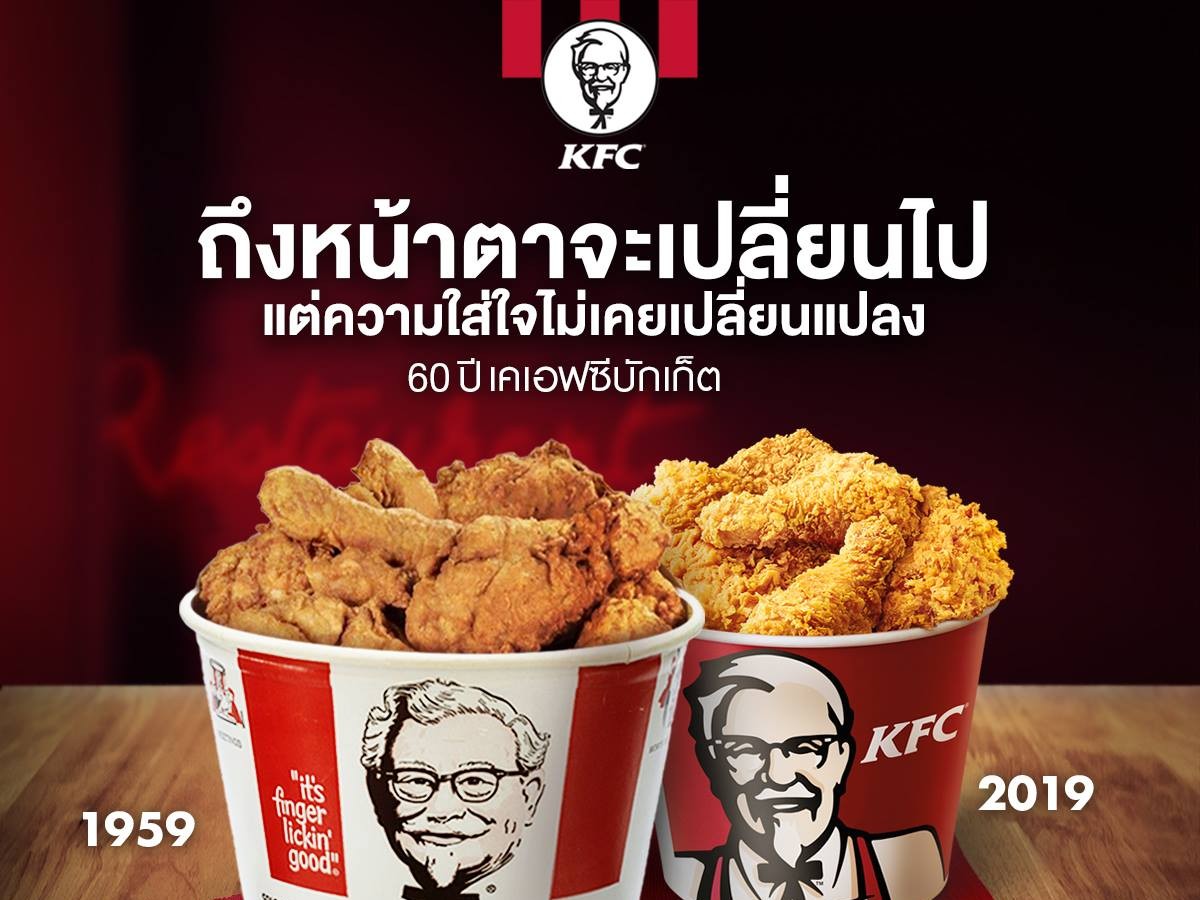 KFC
ถึงหน้าตาจะเปลี่ยนไป
แต่ความใส่ใจไม่เคยเปลี่ยนแปลง
60 ปี เคเอฟซีบักเก็ต
Restaurant
"it's
finger
lickin'
good"®
KFC
1959
2019